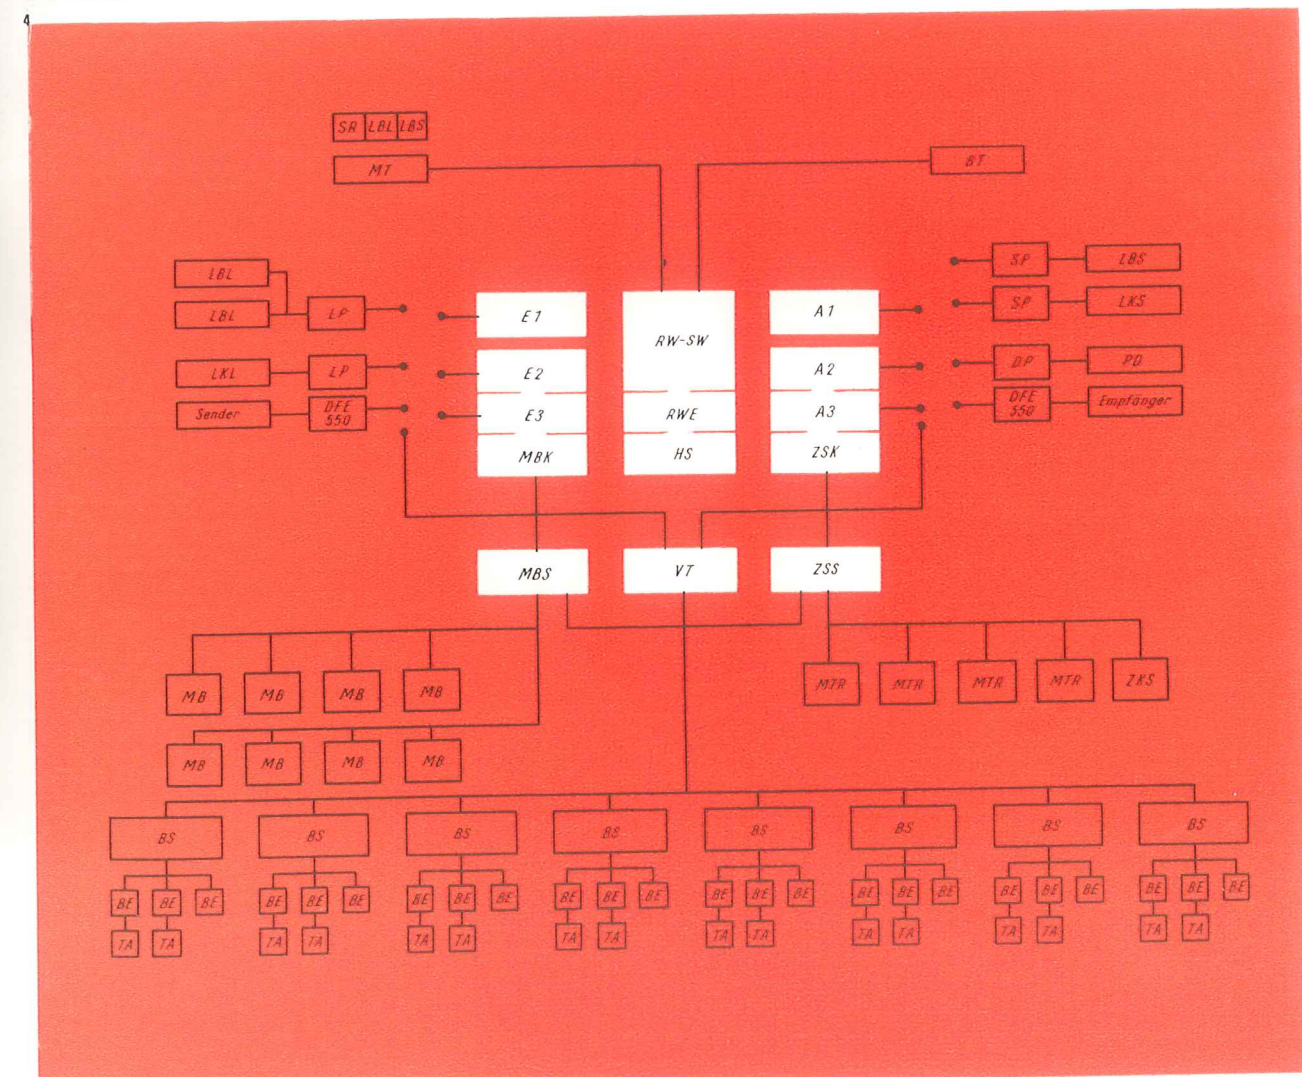 4
SR LBL LBS
MT
BT
LBL
LBL
LP
LKL
LP
Sender
DFE
550
E1
E2
E3
MBK
RW-SW
RWE
HS
A1
A2
A3
ZSK
SP
LBS
SP
LKS
DP
PD
DFE
550
Empfänger
MBS
VT
ZSS
MB MB MB MB
MTR MTR MTR MTR ZKS
MB MB MB MB
BS BS BS BS BS BS BS BS
BE BE BE BE BE BE BE BE BE BE BE BE BE BE BE BE BE BE BE BE BE BE BE BE
TA TA TA TA TA TA TA TA TA TA TA TA TA TA TA TA